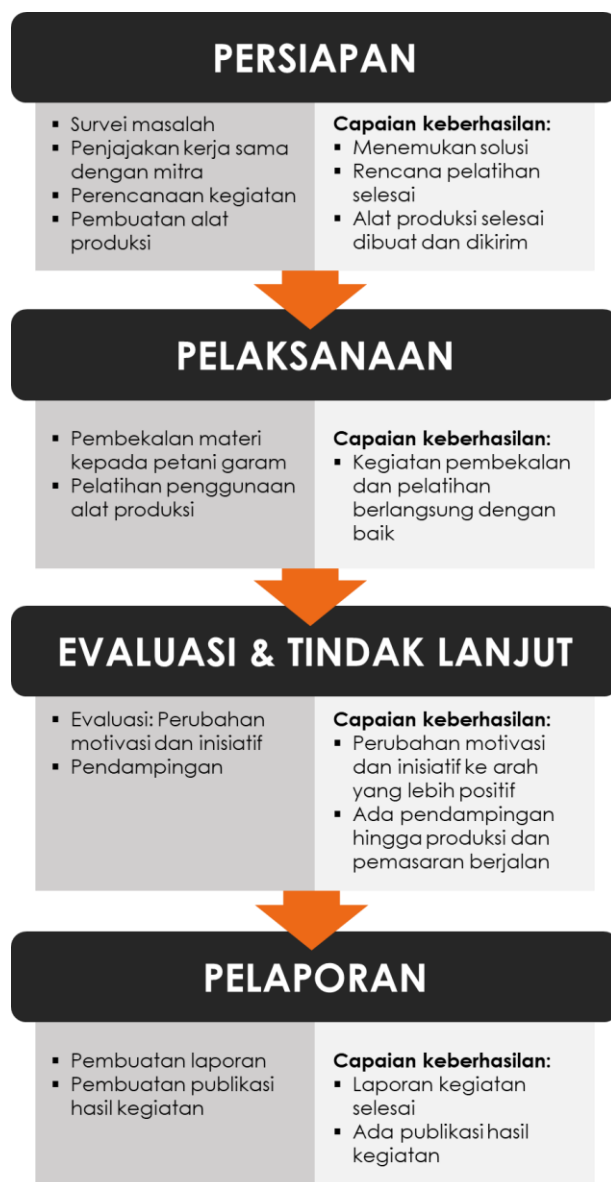 PERSIAPAN
▪ Survei masalah
▪ Penjajakan kerja sama
dengan mitra
▪ Perencanaan kegiatan
▪ Pembuatan alat
produksi
Capaian keberhasilan:
▪ Menemukan solusi
▪ Rencana pelatihan
selesai
▪ Alat produksi selesai
dibuat dan dikirim
PELAKSANAAN
▪ Pembekalan materi
kepada petani garam
▪ Pelatihan penggunaan
alat produksi
Capaian keberhasilan:
▪ Kegiatan pembekalan
dan pelatihan
berlangsung dengan
baik
EVALUASI & TINDAK LANJUT
▪ Evaluasi: Perubahan
motivasi dan inisiatif
▪ Pendampingan
Capaian keberhasilan:
▪ Perubahan motivasi
dan inisiatif ke arah
yang lebih positif
▪ Ada pendampingan
hingga produksi dan
pemasaran berjalan
PELAPORAN
▪ Pembuatan laporan
▪ Pembuatan publikasi
hasil kegiatan
Capaian keberhasilan:
▪ Laporan kegiatan
selesai
▪ Ada publikasi hasil
kegiatan